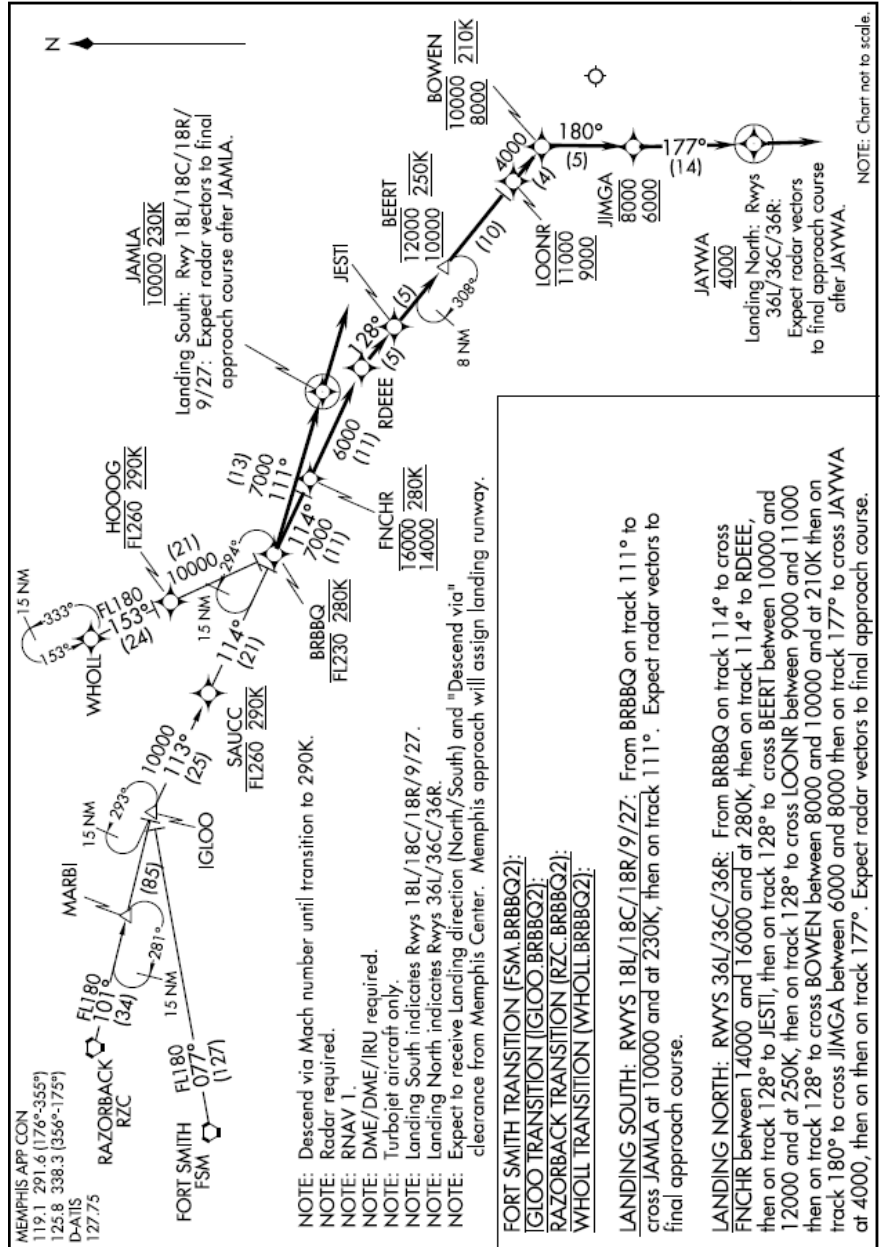 MEMPHIS APP CON
119.1 291.6 (176°-355°)
125.8 338.3 (356°-175°)
D-ATIS
127.75
N
RAZORBACK
RZC
FL180
101°
(34)
MARBI
281°
15 NM
(85)
FORT SMITH
FSM
FL180
077°
(127)
IGLOO
15 NM
293°
10000
113°
(25)
SAUCC
FL260 290K
114°
(21)
15 NM
333°
153°
WHOLL
FL180
153°
(24)
HOOOG
FL260 290K
(21)
10000
294°
15 NM
BRBBQ
FL230 280K
(13)
7000
111°
114°
7000
(11)
JAMLA
10000 230K
Landing South: Rwy 18L/18C/18R/
9/27: Expect radar vectors to final
approach course after JAMLA.
FNCHR
16000 280K
14000
6000
(11)
RDEEE
128°
(5)
JESTI
(5)
BEERT
12000 250K
10000
308°
8 NM
(10)
LOONR
11000
9000
4000
(4)
BOWEN
10000 210K
8000
180°
(5)
JIMGA
8000
6000
177°
(14)
JAYWA
4000
Landing North: Rwys
36L/36C/36R:
Expect radar vectors
to final approach course
after JAYWA.
NOTE: Chart not to scale.
NOTE: Descend via Mach number until transition to 290K.
NOTE: Radar required.
NOTE: RNAV 1.
NOTE: DME/DME/IRU required.
NOTE: Turbojet aircraft only.
NOTE: Landing South indicates Rwys 18L/18C/18R/9/27.
NOTE: Landing North indicates Rwys 36L/36C/36R.
NOTE: Expect to receive Landing direction (North/South) and "Descend via"
clearance from Memphis Center. Memphis approach will assign landing runway.
FORT SMITH TRANSITION (FSM.BRBBQ2):
IGLOO TRANSITION (IGLOO.BRBBQ2):
RAZORBACK TRANSITION (RZC.BRBBQ2):
WHOLL TRANSITION (WHOLL.BRBBQ2):
LANDING SOUTH: RWYS 18L/18C/18R/9/27: From BRBBQ on track 111° to
cross JAMLA at 10000 and at 230K, then on track 111°. Expect radar vectors to
final approach course.
LANDING NORTH: RWYS 36L/36C/36R: From BRBBQ on track 114° to cross
FNCHR between 14000 and 16000 and at 280K, then on track 114° to RDEEE,
then on track 128° to JESTI, then on track 128° to cross BEERT between 10000 and
12000 and at 250K, then on track 128° to cross LOONR between 9000 and 11000
then on track 128° to cross BOWEN between 8000 and 10000 and at 210K then on
track 180° to cross JIMGA between 6000 and 8000 then on track 177° to cross JAYWA
at 4000, then on then on track 177°. Expect radar vectors to final approach course.